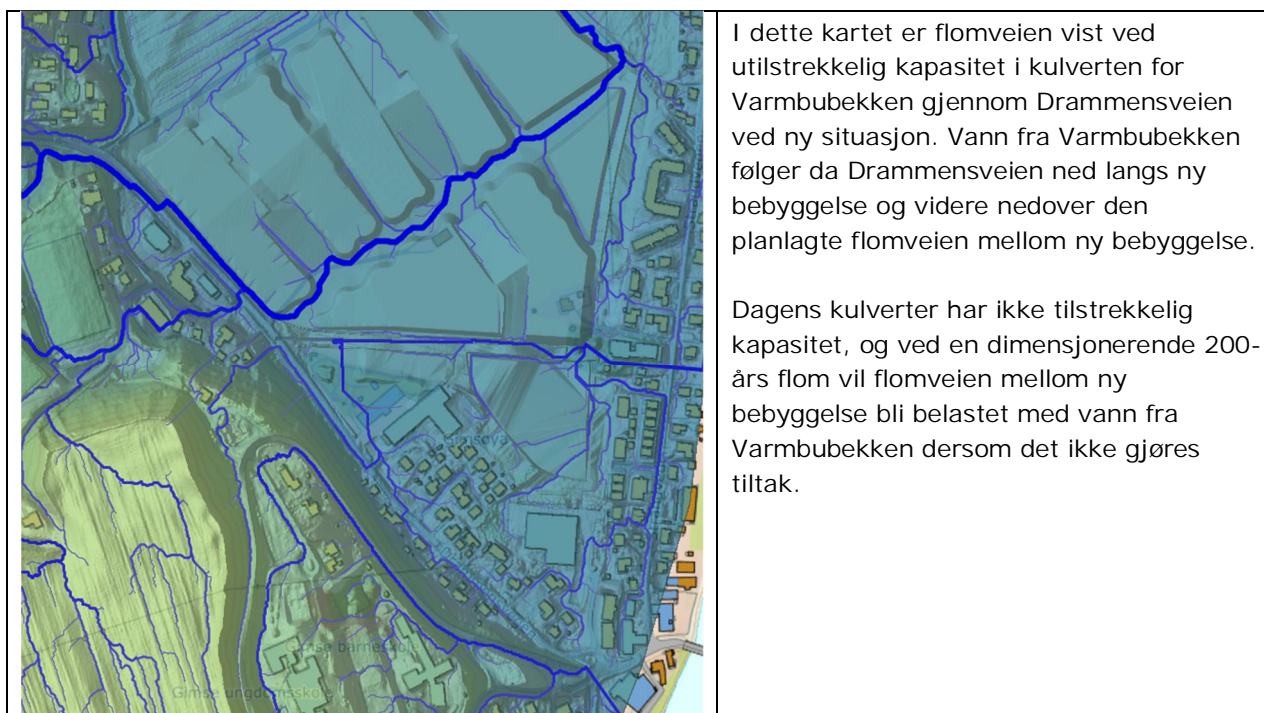 I dette kartet er flomveien vist ved
utilstrekkelig kapasitet i kulverten for
Varmbubekken gjennom Drammensveien
ved ny situasjon. Vann fra Varmbubekken
følger da Drammensveien ned langs ny
bebyggelse og videre nedover den
planlagte flomveien mellom ny bebyggelse.

Dagens kulverter har ikke tilstrekkelig
kapasitet, og ved en dimensjonerende 200-
års flom vil flomveien mellom ny
bebyggelse bli belastet med vann fra
Varmbubekken dersom det ikke gjøres
tiltak.
Gimsøya
Gimse barneskole
Gimse ungdomsskole